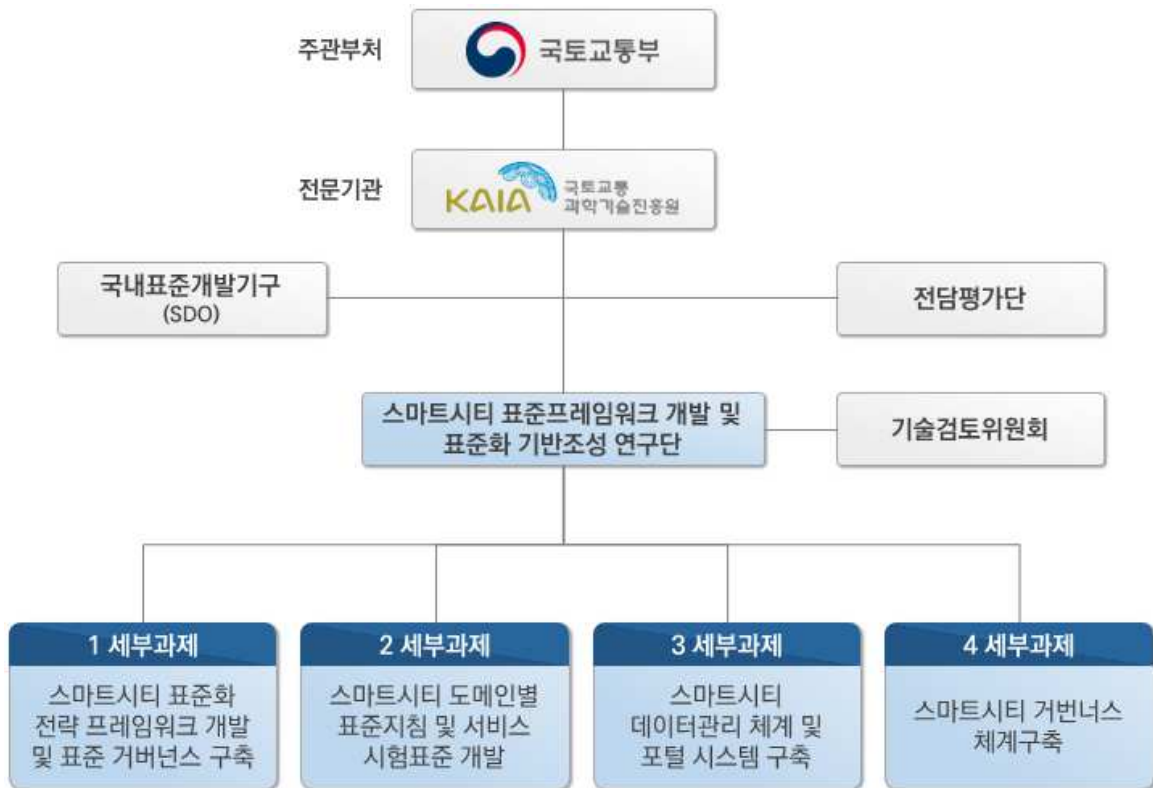 주관부처
국토교통부
전문기관
KAIA
국토교통
과학기술진흥원
국내표준개발기구
(SDO)
전담평가단
스마트시티 표준프레임워크 개발 및
표준화 기반조성 연구단
기술검토위원회
1 세부과제
스마트시티 표준화
전략 프레임워크 개발
및 표준 거버넌스 구축
2 세부과제
스마트시티 도메인별
표준지침 및 서비스
시험표준 개발
3 세부과제
스마트시티
데이터관리 체계 및
포털 시스템 구축
4 세부과제
스마트시티 거번너스
체계구축